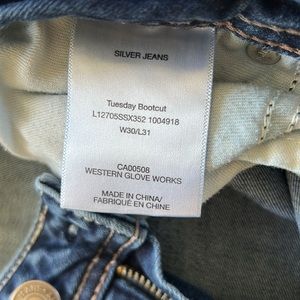 SILVER JEANS
Tuesday Bootcut
L12705SSX352 1004918
W30/L31
CA00508
WESTERN GLOVE WORKS
MADE IN CHINA/
FABRIQUÉ EN CHINE